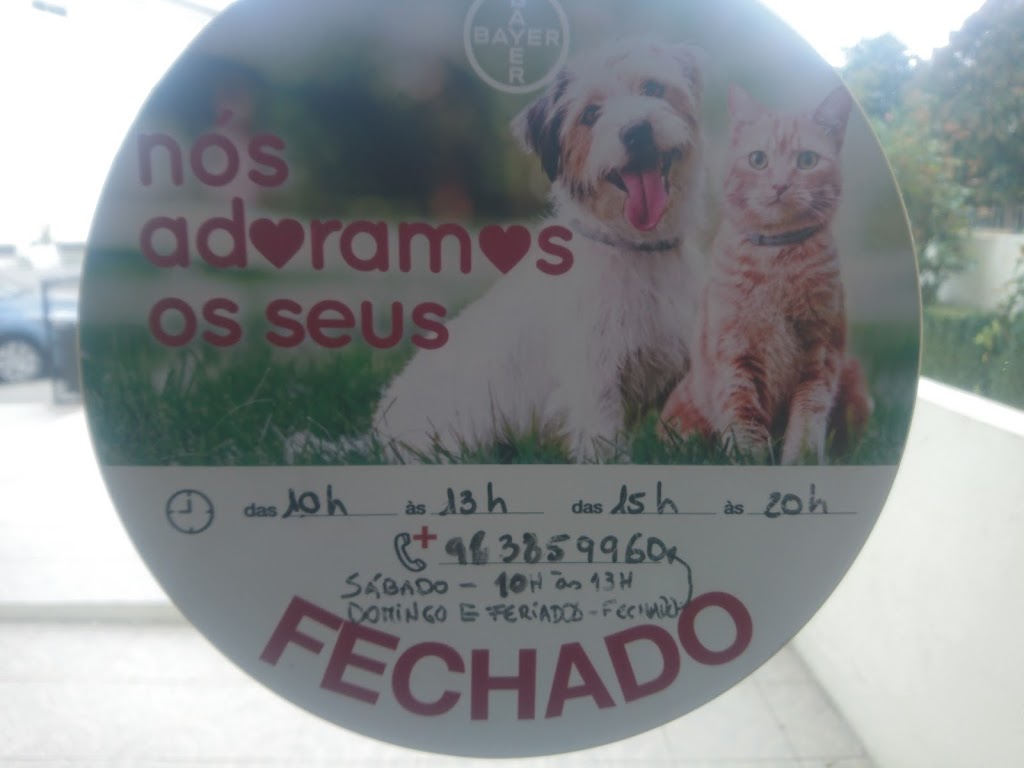 BAYER
BAYER
nós
adoramos
os seus
das 10h às 13h das 15h às 20h
SÁBADO - 10H às 13H
DOMINGO E FERIADOS - FECHADO
FECHADO